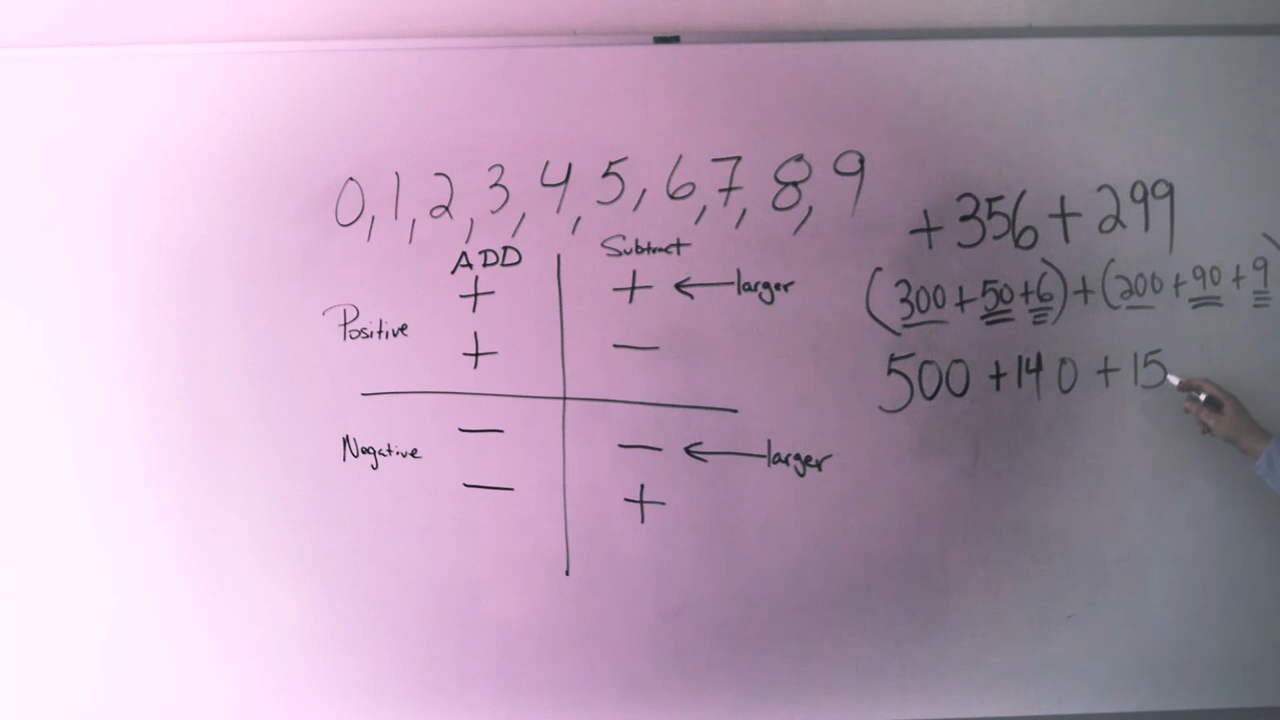 0, 1, 2, 3, 4, 5, 6, 7, 8, 9
ADD Subtract
Positive + + ← larger
+ −
Negative − − ← larger
− +
+356 + 299
(300 + 50 + 6) + (200 + 90 + 9)
500 + 140 + 15